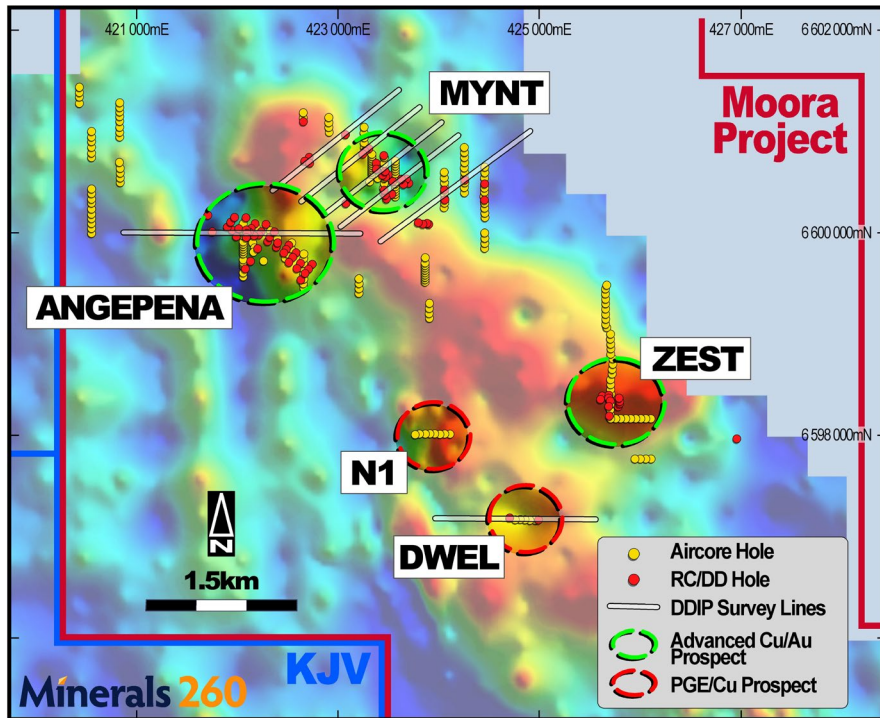 421 000mE
423 000mE
425 000mE
427 000mE
6 602 000mN
MYNT
Moora
Project
6 600 000mN
ANGEPENA
ZEST
6 598 000mN
N1
DWEL
N
1.5km
Aircore Hole
RC/DD Hole
DDIP Survey Lines
Advanced Cu/Au
Prospect
PGE/Cu Prospect
KJV
Minerals 260